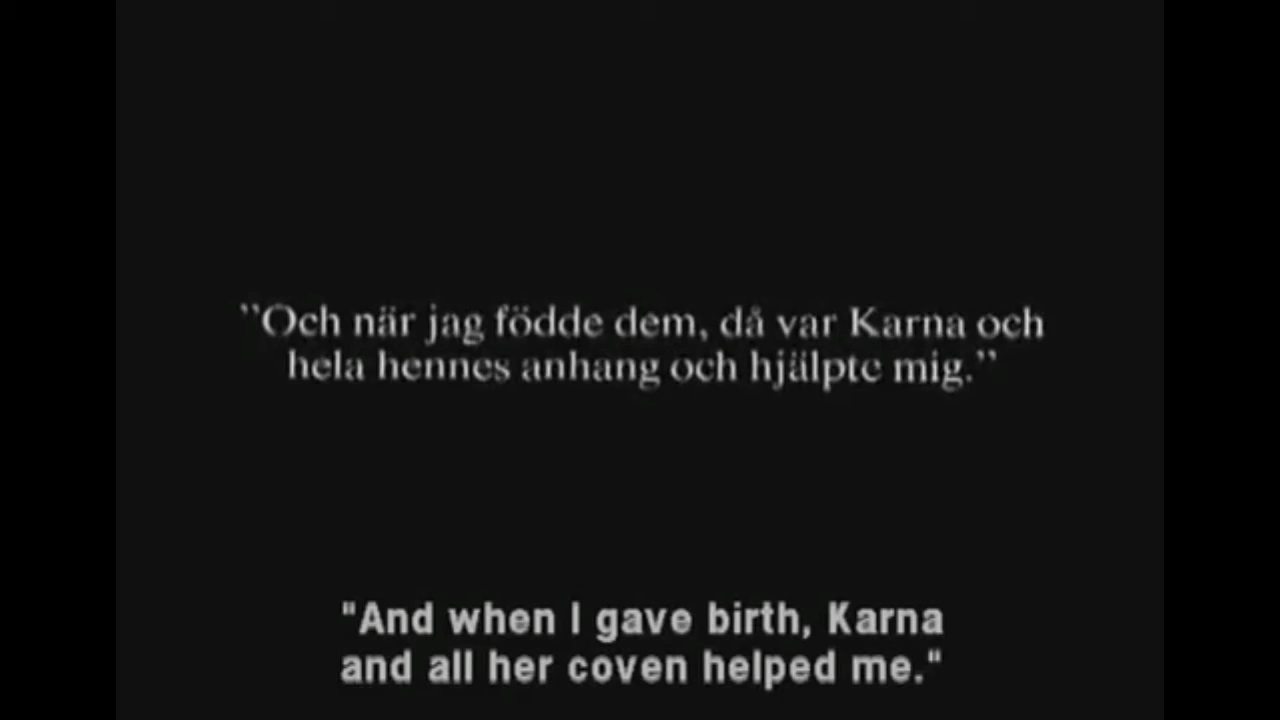 ”Och när jag födde dem, då var Karna och
hela hennes anhang och hjälpte mig.”
"And when I gave birth, Karna
and all her coven helped me."